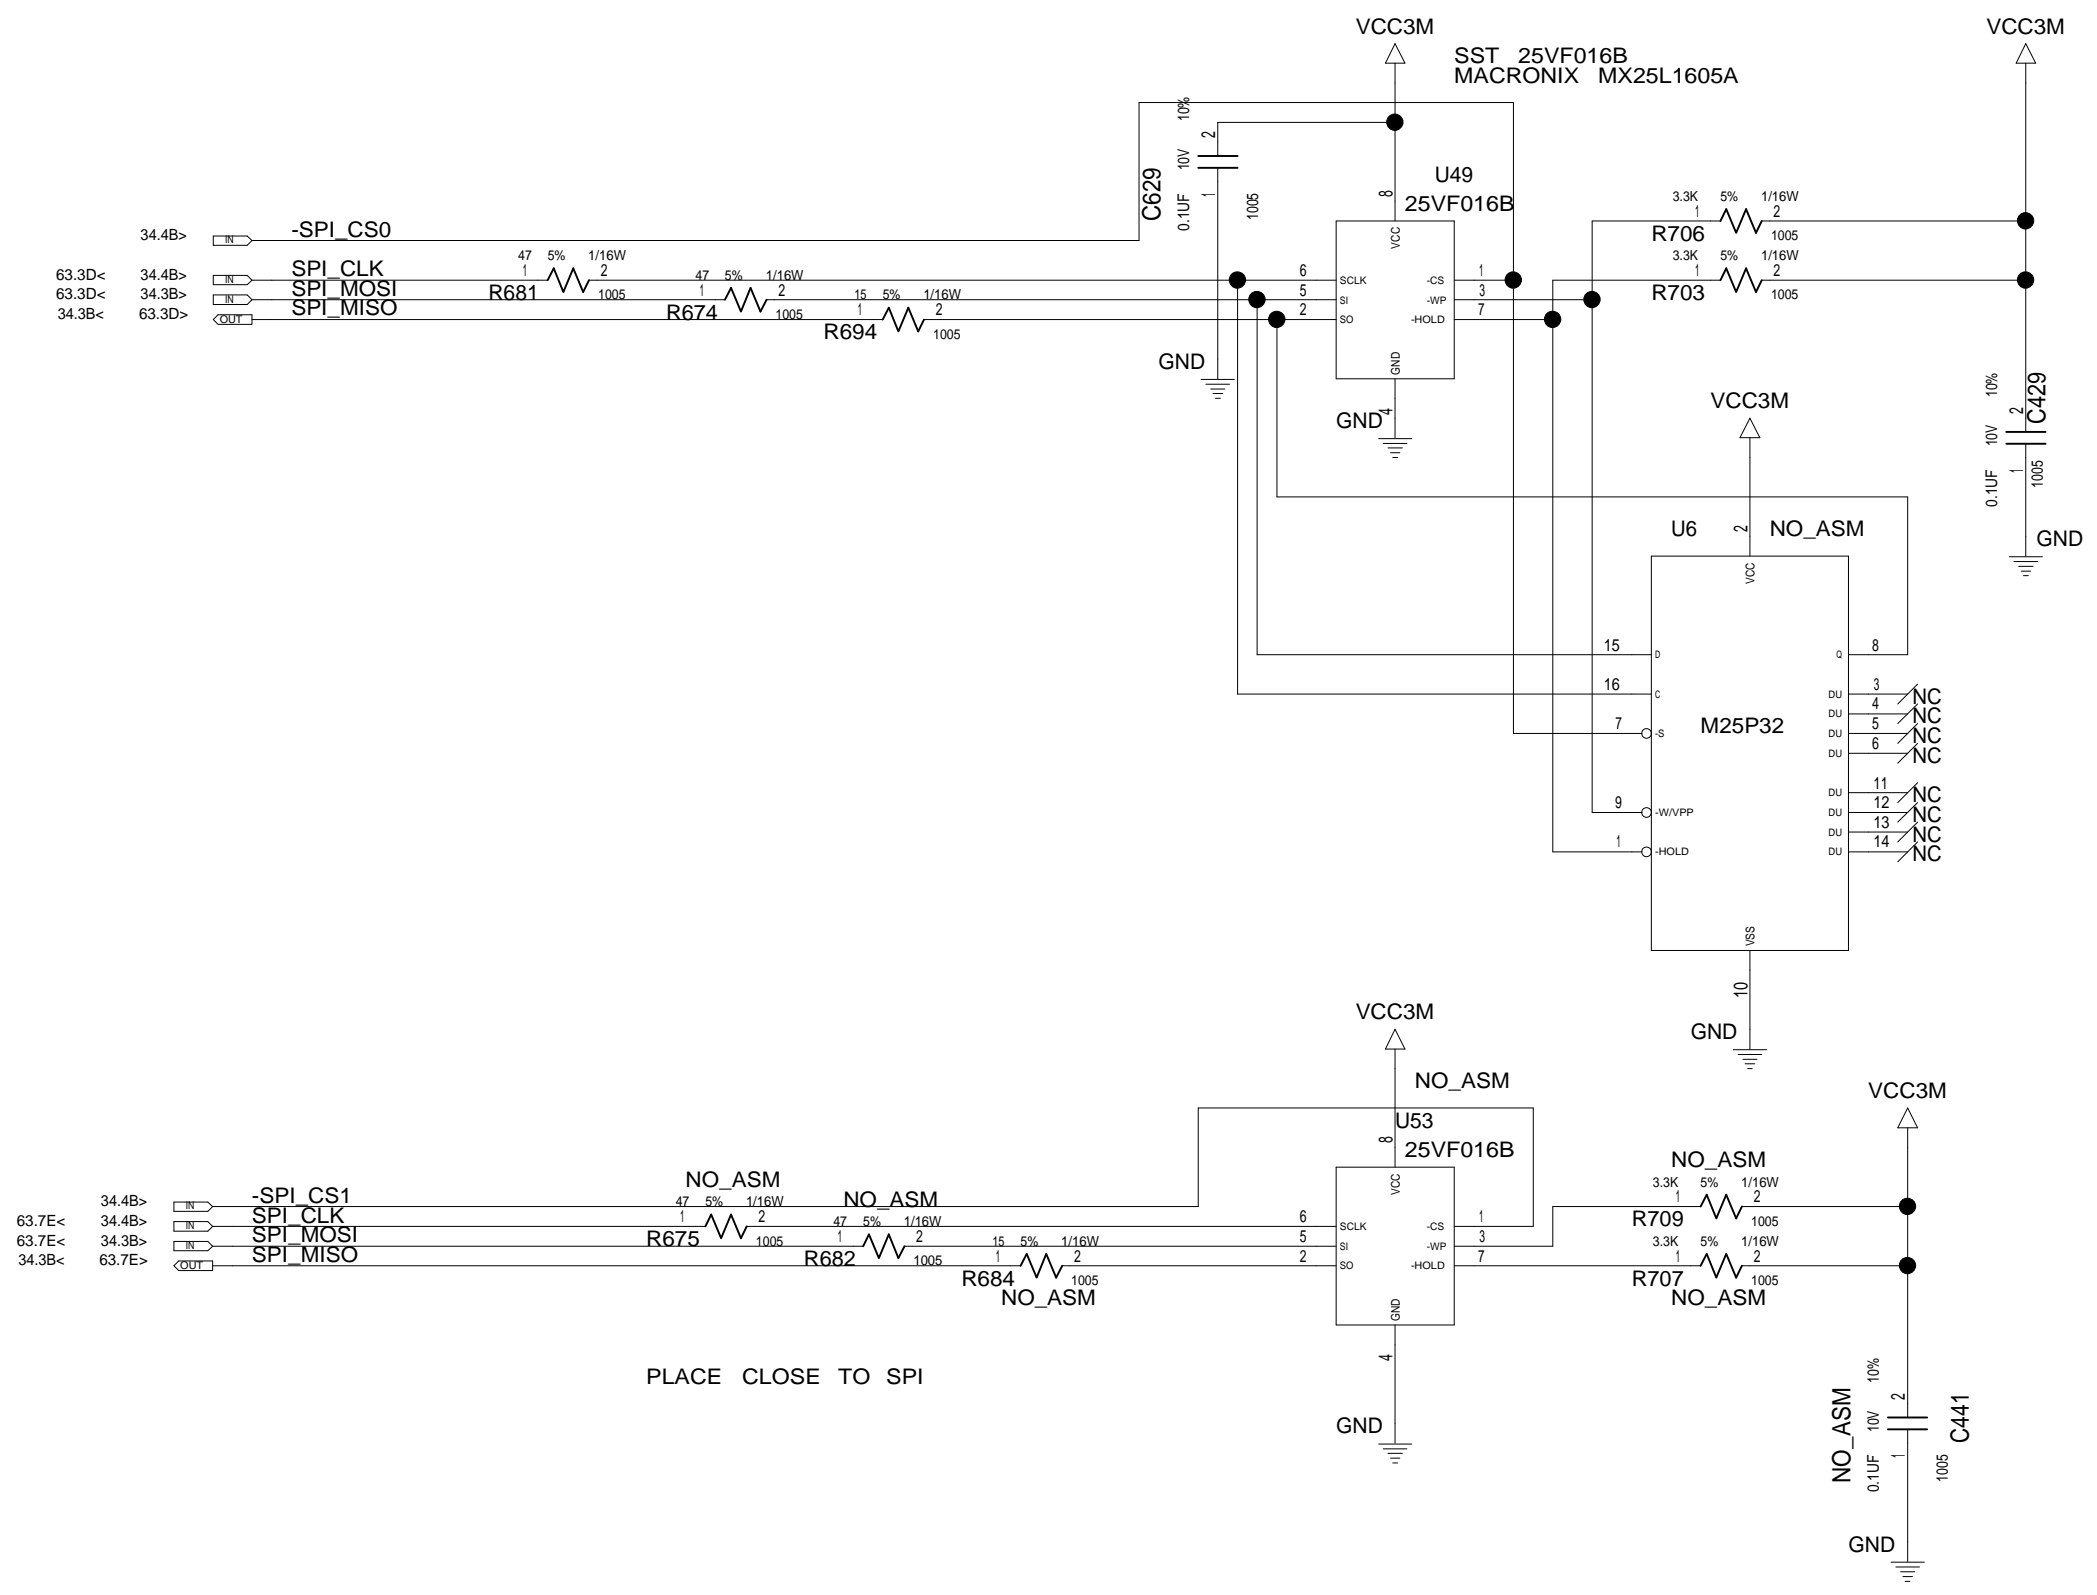 VCC3M
VCC3M
SST 25VF016B
MACRONIX MX25L1605A
C629
0.1UF 10V 10%
2
1
1005
GND
U49
25VF016B
8
VCC
6 SCLK
5 SI
2 SO
-CS 1
-WP 3
-HOLD 7
GND
4
GND
34.4B> IN -SPI_CS0
63.3D< 34.4B> IN SPI_CLK
63.3D< 34.3B> IN SPI_MOSI
34.3B< 63.3D> OUT SPI_MISO
47 5% 1/16W
1 2
R681 1005
47 5% 1/16W
1 2
R674 1005
15 5% 1/16W
1 2
R694 1005
3.3K 5% 1/16W
1 2
R706 1005
3.3K 5% 1/16W
1 2
R703 1005
C429
0.1UF 10V 10%
2
1
1005
GND
VCC3M
U6 2 NO_ASM
VCC
M25P32
15 D
16 C
7 -S
9 -W/VPP
1 -HOLD
Q 8
DU 3 NC
DU 4 NC
DU 5 NC
DU 6 NC
DU 11 NC
DU 12 NC
DU 13 NC
DU 14 NC
VSS
10
GND
VCC3M
NO_ASM
U53
25VF016B
8
VCC
6 SCLK
5 SI
2 SO
-CS 1
-WP 3
-HOLD 7
GND
4
GND
34.4B> IN -SPI_CS1
63.7E< 34.4B> IN SPI_CLK
63.7E< 34.3B> IN SPI_MOSI
34.3B< 63.7E> OUT SPI_MISO
NO_ASM
47 5% 1/16W
1 2
R675 1005
NO_ASM
47 5% 1/16W
1 2
R682 1005
15 5% 1/16W
1 2
R684 1005
NO_ASM
VCC3M
NO_ASM
3.3K 5% 1/16W
1 2
R709 1005
3.3K 5% 1/16W
1 2
R707 1005
NO_ASM
NO_ASM
0.1UF 10V 10%
2
1
1005
C441
GND
PLACE CLOSE TO SPI